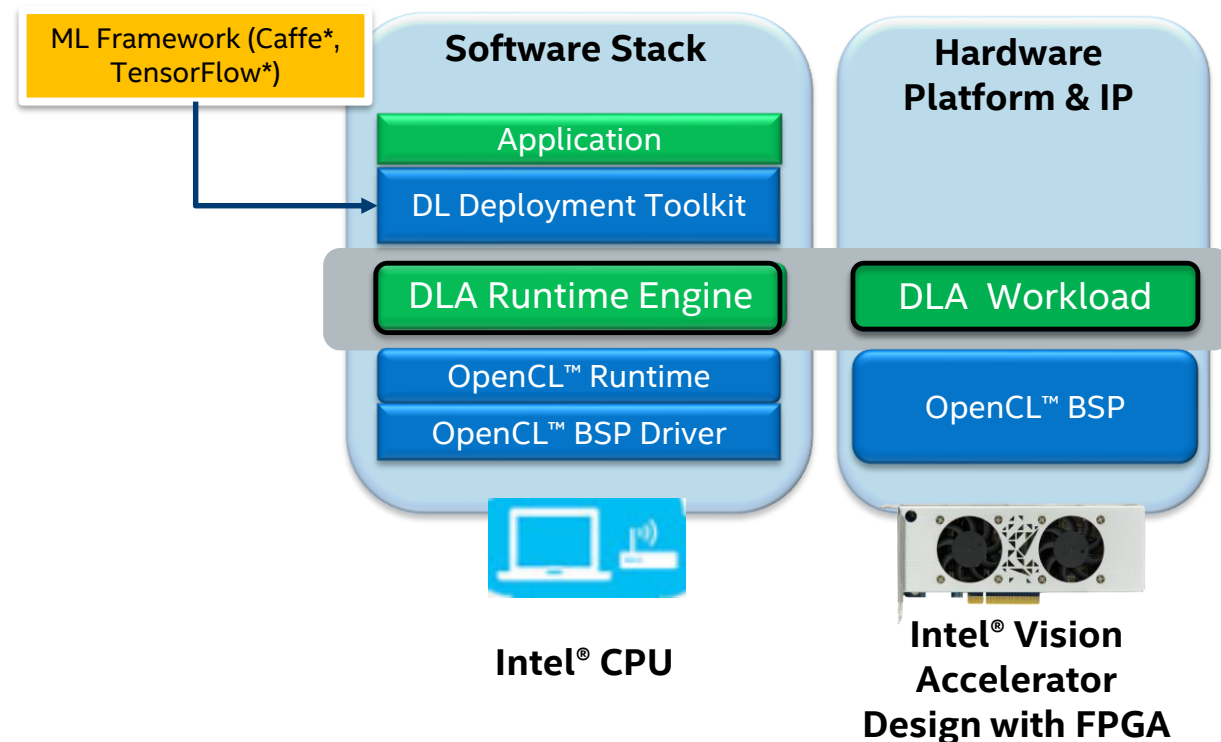 ML Framework (Caffe*,
TensorFlow*)
Software Stack
Application
DL Deployment Toolkit
DLA Runtime Engine
OpenCL™ Runtime
OpenCL™ BSP Driver
Intel® CPU
Hardware
Platform & IP
DLA Workload
OpenCL™ BSP
Intel® Vision
Accelerator
Design with FPGA